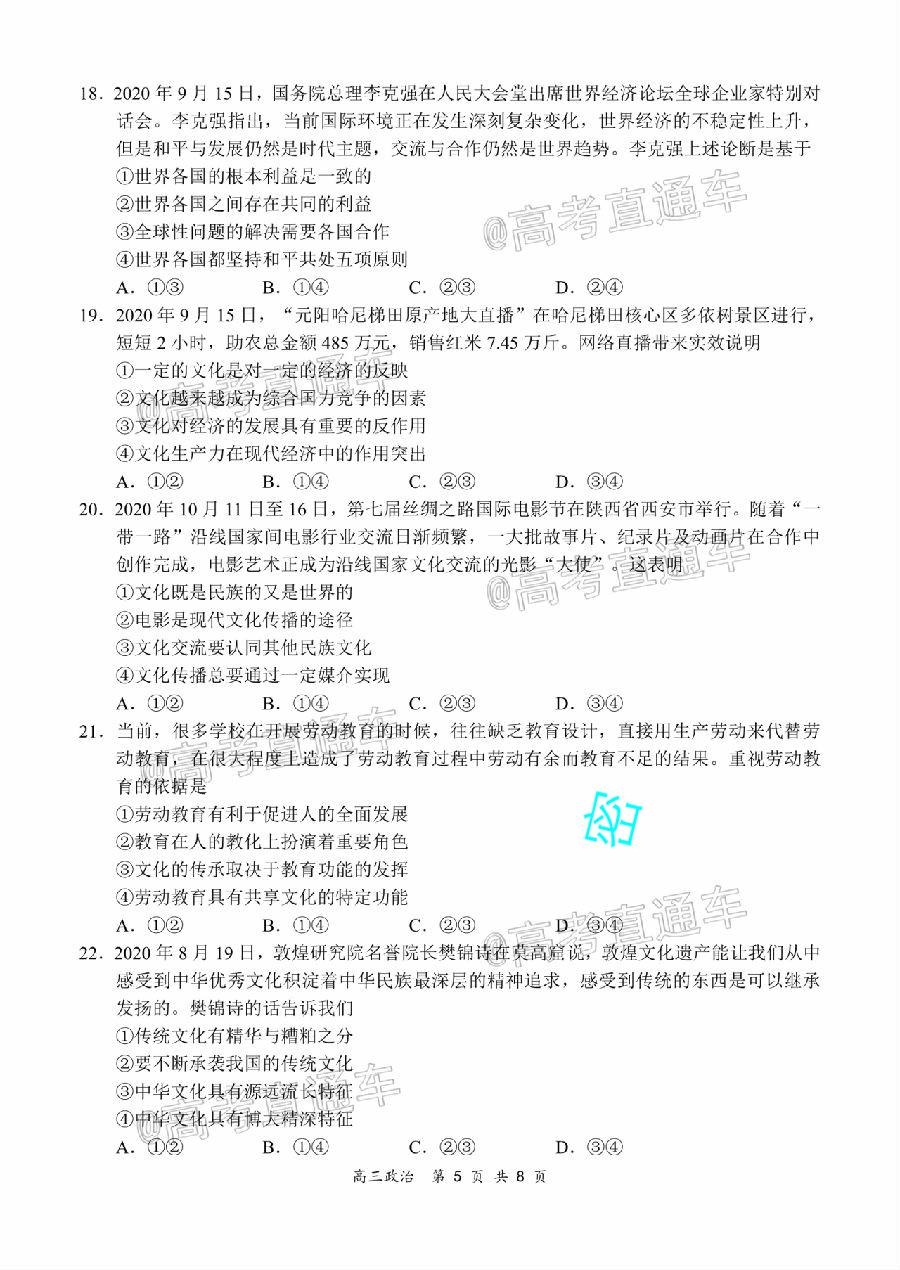 18．2020 年 9 月 15 日，国务院总理李克强在人民大会堂出席世界经济论坛全球企业家特别对
话会。李克强指出，当前国际环境正在发生深刻复杂变化，世界经济的不稳定性上升，
但是和平与发展仍然是时代主题，交流与合作仍然是世界趋势。李克强上述论断是基于
①世界各国的根本利益是一致的
②世界各国之间存在共同的利益
③全球性问题的解决需要各国合作
④世界各国都坚持和平共处五项原则
A．①③ B．①④ C．②③ D．②④
@高考直通车
19．2020 年 9 月 15 日，“元阳哈尼梯田原产地大直播”在哈尼梯田核心区多依树景区进行，
短短 2 小时，助农总金额 485 万元，销售红米 7.45 万斤。网络直播带来实效说明
①一定的文化是对一定的经济的反映
②文化越来越成为综合国力竞争的因素
③文化对经济的发展具有重要的反作用
④文化生产力在现代经济中的作用突出
A．①② B．①④ C．②③ D．③④
@高考直通车
20．2020 年 10 月 11 日至 16 日，第七届丝绸之路国际电影节在陕西省西安市举行。随着“一
带一路”沿线国家间电影行业交流日渐频繁，一大批故事片、纪录片及动画片在合作中
创作完成，电影艺术正成为沿线国家文化交流的光影“大使”。这表明
①文化既是民族的又是世界的
②电影是现代文化传播的途径
③文化交流要认同其他民族文化
④文化传播总要通过一定媒介实现
A．①② B．①④ C．②③ D．③④
@高考直通车
21．当前，很多学校在开展劳动教育的时候，往往缺乏教育设计，直接用生产劳动来代替劳
动教育，在很大程度上造成了劳动教育过程中劳动有余而教育不足的结果。重视劳动教
育的依据是
①劳动教育有利于促进人的全面发展
②教育在人的教化上扮演着重要角色
③文化的传承取决于教育功能的发挥
④劳动教育具有共享文化的特定功能
A．①② B．①④ C．②③ D．③④
@高考直通车
@高考直通车
22．2020 年 8 月 19 日，敦煌研究院名誉院长樊锦诗在莫高窟说，敦煌文化遗产能让我们从中
感受到中华优秀文化积淀着中华民族最深层的精神追求，感受到传统的东西是可以继承
发扬的。樊锦诗的话告诉我们
①传统文化有精华与糟粕之分
②要不断承袭我国的传统文化
③中华文化具有源远流长特征
④中华文化具有博大精深特征
A．①② B．①④ C．②③ D．③④
@高考直通车
高三政治 第 5 页 共 8 页